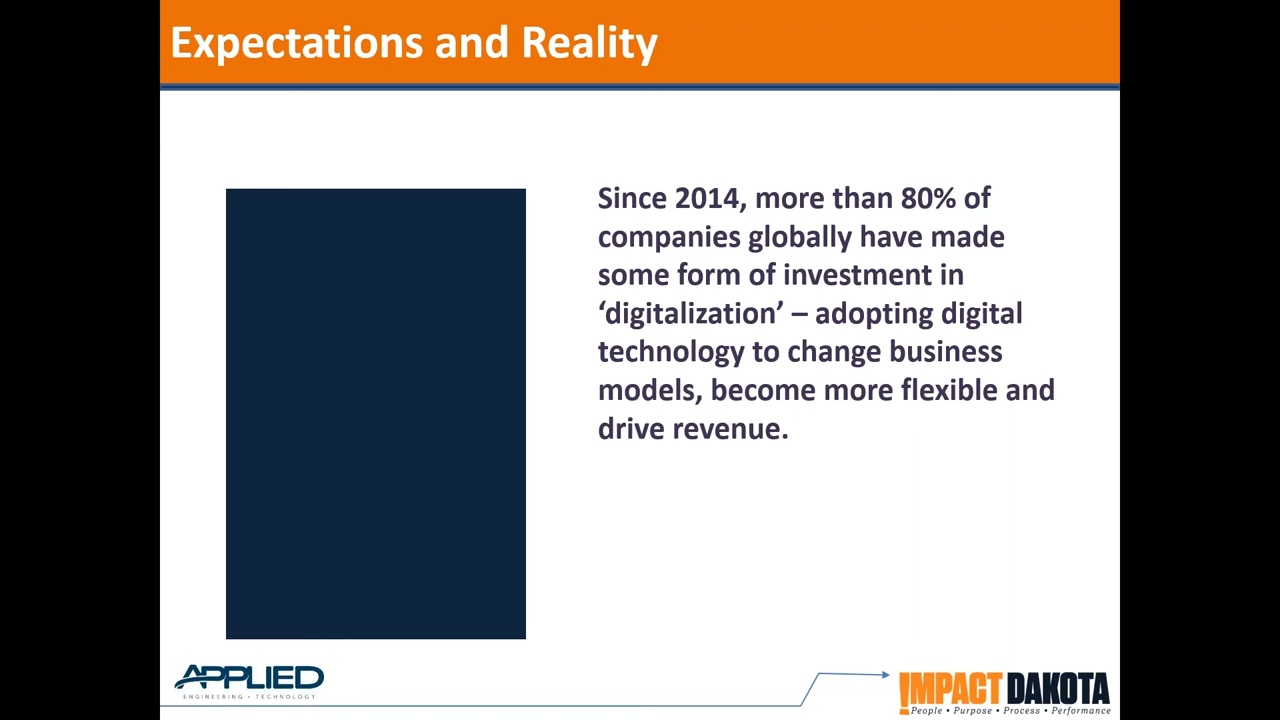 Expectations and Reality
Since 2014, more than 80% of
companies globally have made
some form of investment in
‘digitalization’ – adopting digital
technology to change business
models, become more flexible and
drive revenue.
APPLIED
ENGINEERING • TECHNOLOGY
IMPACT DAKOTA
People • Purpose • Process • Performance